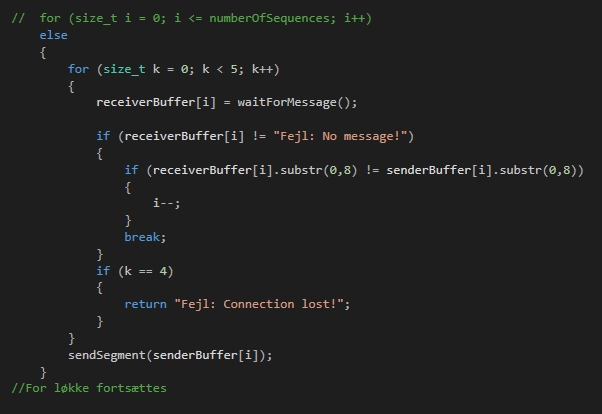 //  for (size_t i = 0; i <= numberOfSequences; i++)
    else
    {
        for (size_t k = 0; k < 5; k++)
        {
            receiverBuffer[i] = waitForMessage();

            if (receiverBuffer[i] != "Fejl: No message!")
            {
                if (receiverBuffer[i].substr(0,8) != senderBuffer[i].substr(0,8))
                {
                    i--;
                }
                break;
            }
            if (k == 4)
            {
                return "Fejl: Connection lost!";
            }
        }
        sendSegment(senderBuffer[i]);
    }
//For løkke fortsættes